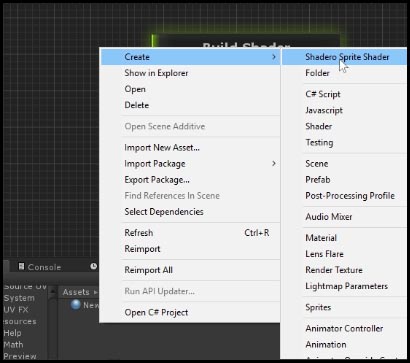 Build Shader
Create
Show in Explorer
Open
Delete
Open Scene Additive
Import New Asset...
Import Package
Export Package...
Find References In Scene
Select Dependencies
Refresh Ctrl+R
Reimport
Reimport All
Run API Updater...
Open C# Project
Shadero Sprite Shader
Folder
C# Script
Javascript
Shader
Testing
Scene
Prefab
Post-Processing Profile
Audio Mixer
Material
Lens Flare
Render Texture
Lightmap Parameters
Sprites
Animator Controller
Animation
Console
Source UV
System
UV FX
esources
Help
Math
Preview
Assets
New